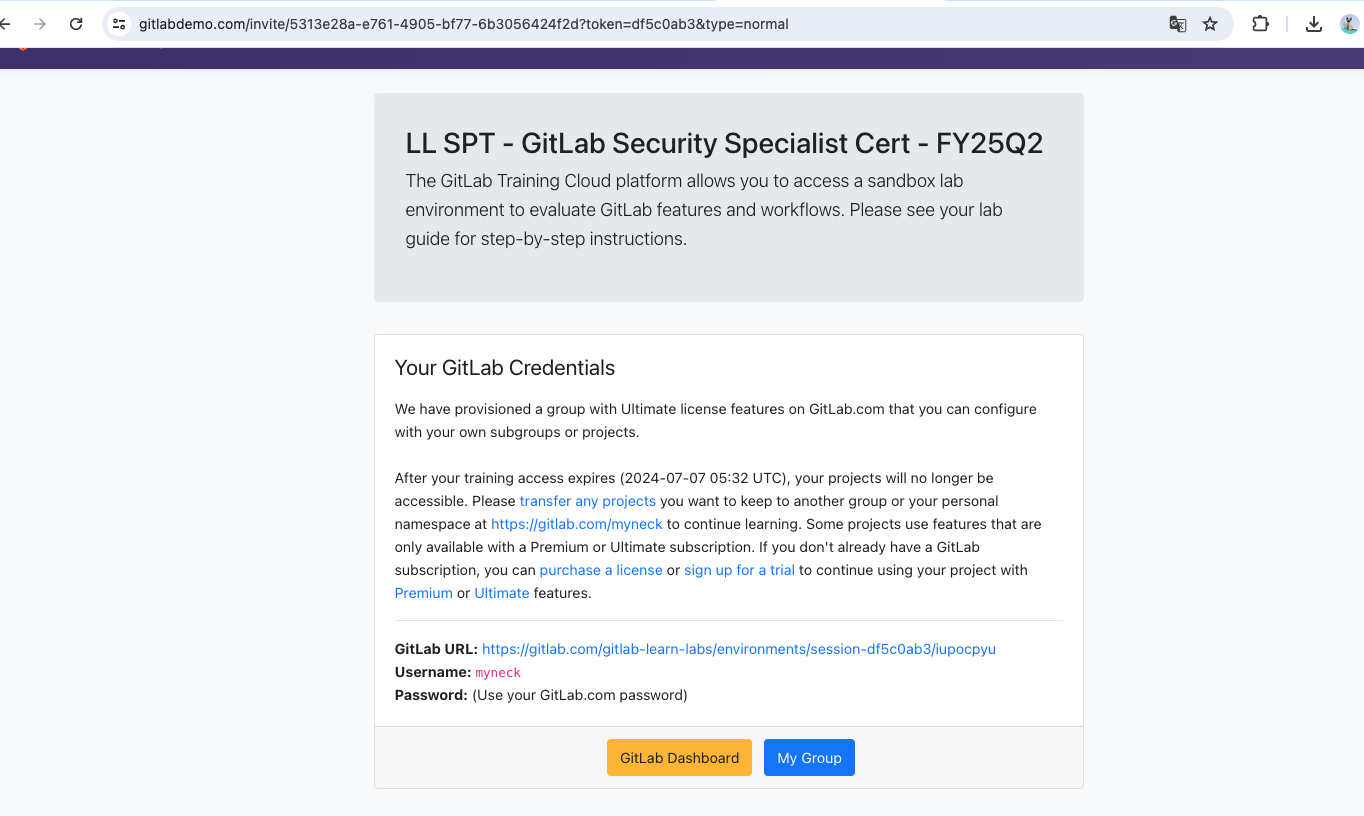 gitlabdemo.com/invite/5313e28a-e761-4905-bf77-6b3056424f2d?token=df5c0ab3&type=normal
LL SPT - GitLab Security Specialist Cert - FY25Q2
The GitLab Training Cloud platform allows you to access a sandbox lab
environment to evaluate GitLab features and workflows. Please see your lab
guide for step-by-step instructions.
Your GitLab Credentials
We have provisioned a group with Ultimate license features on GitLab.com that you can configure
with your own subgroups or projects.
After your training access expires (2024-07-07 05:32 UTC), your projects will no longer be
accessible. Please transfer any projects you want to keep to another group or your personal
namespace at https://gitlab.com/myneck to continue learning. Some projects use features that are
only available with a Premium or Ultimate subscription. If you don't already have a GitLab
subscription, you can purchase a license or sign up for a trial to continue using your project with
Premium or Ultimate features.
GitLab URL: https://gitlab.com/gitlab-learn-labs/environments/session-df5c0ab3/iupocpyu
Username: myneck
Password: (Use your GitLab.com password)
GitLab Dashboard
My Group